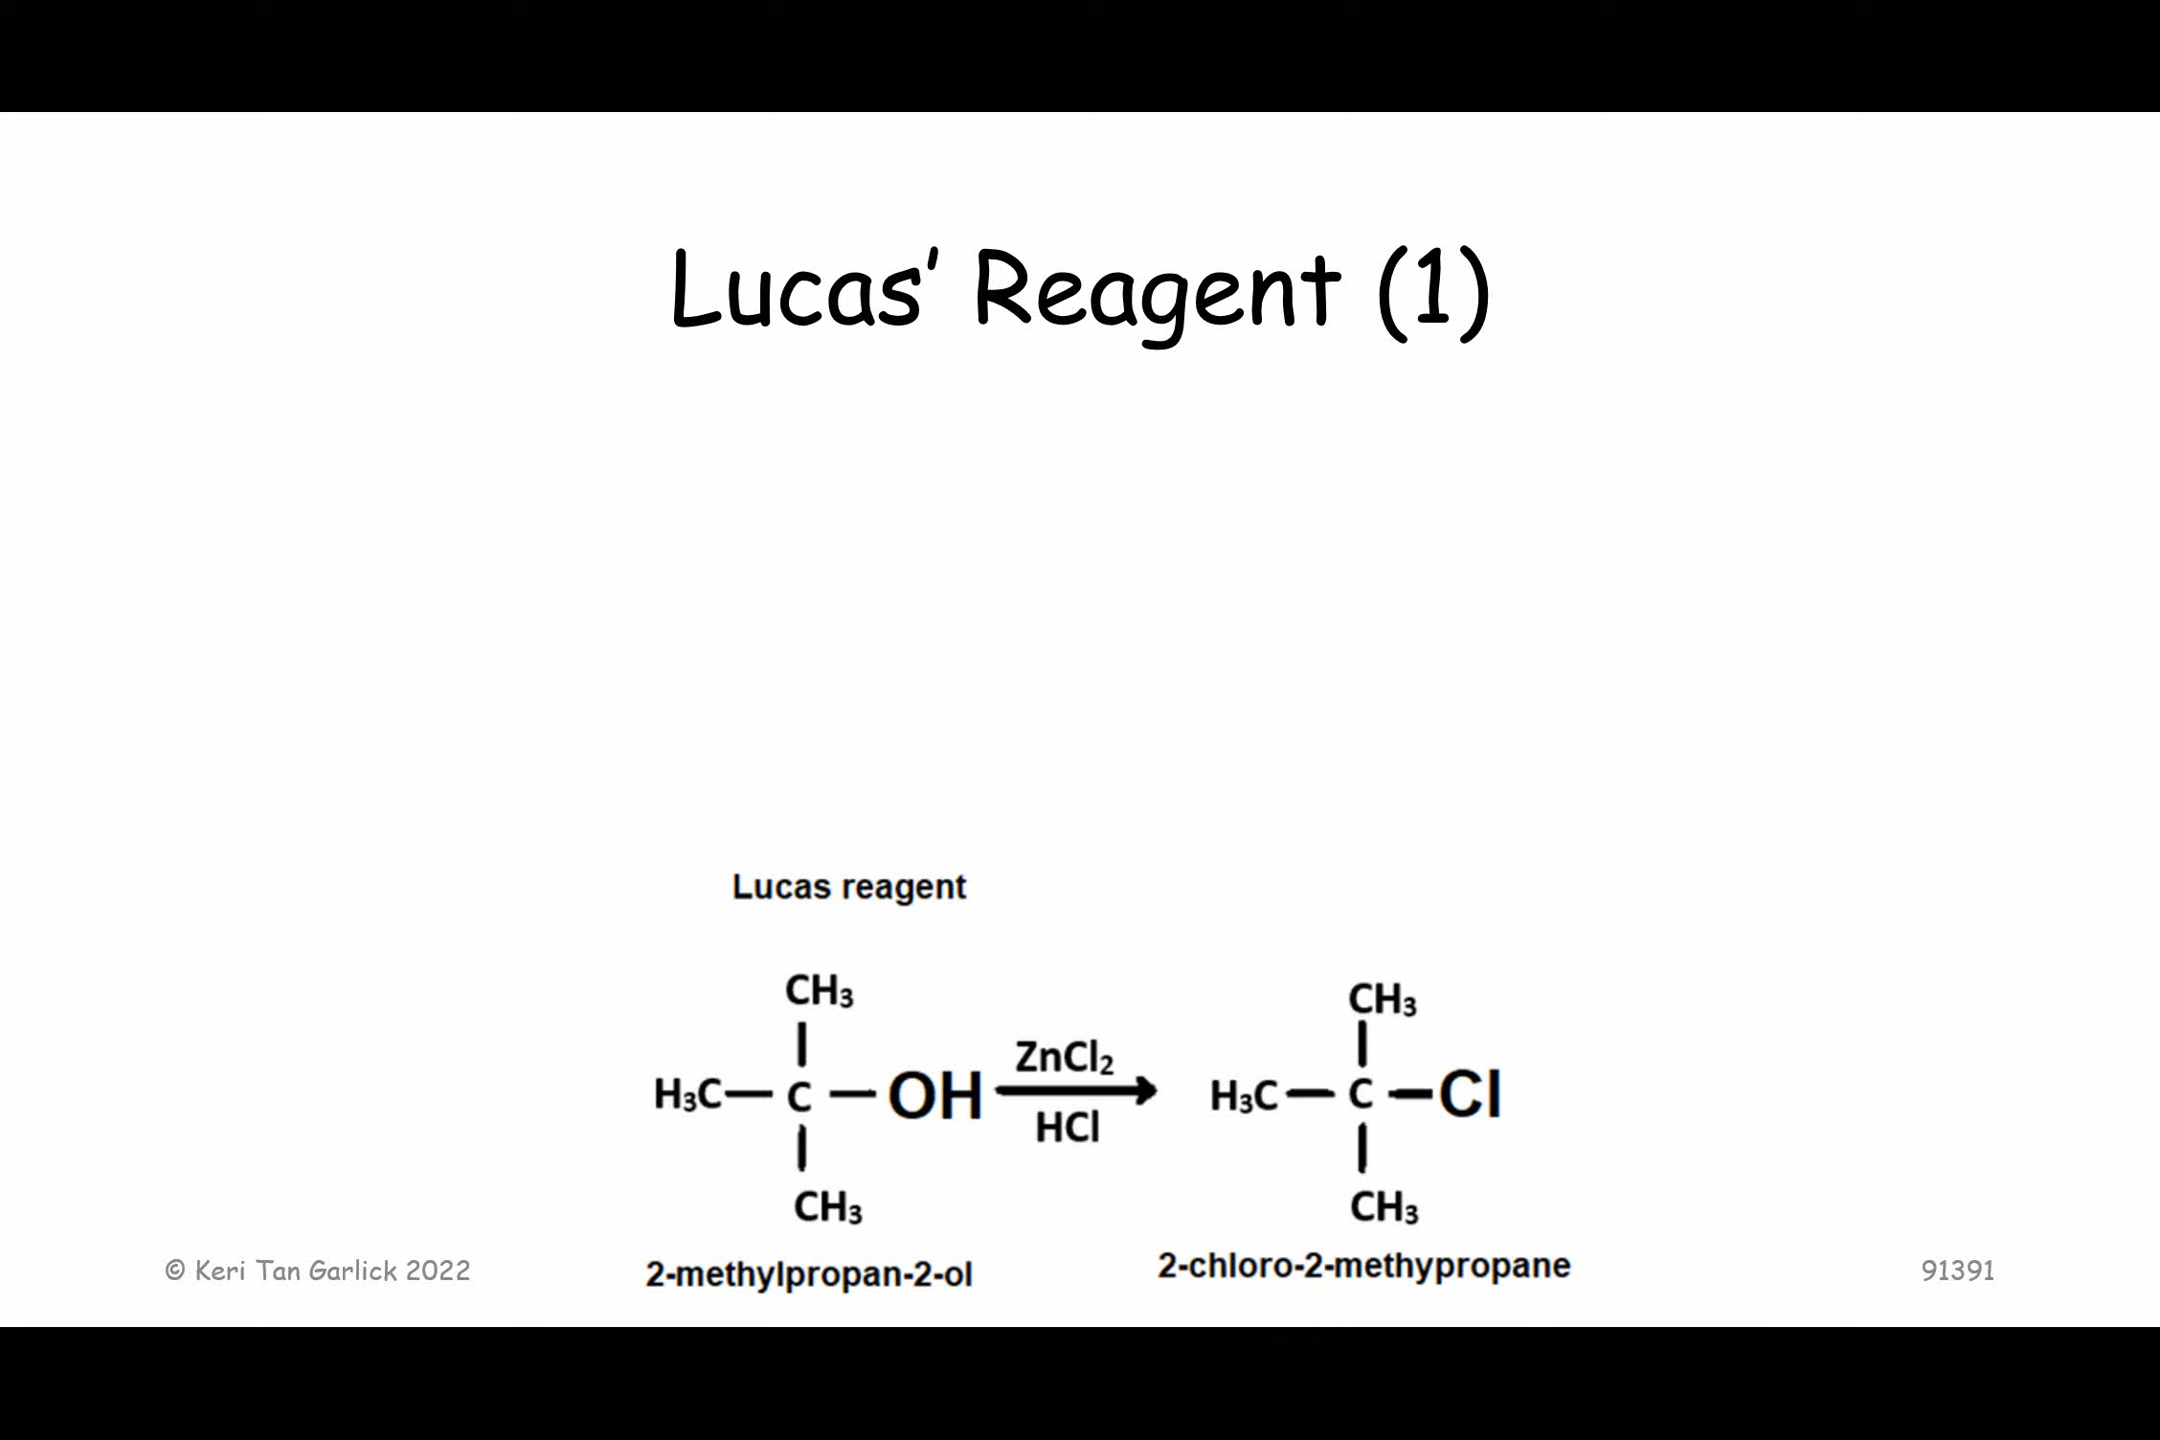 Lucas' Reagent (1)
Lucas reagent
CH₃
CH₃
H₃C — C — OH
ZnCl₂
HCl
H₃C — C — Cl
CH₃
CH₃
2-methylpropan-2-ol
2-chloro-2-methypropane
© Keri Tan Garlick 2022
91391